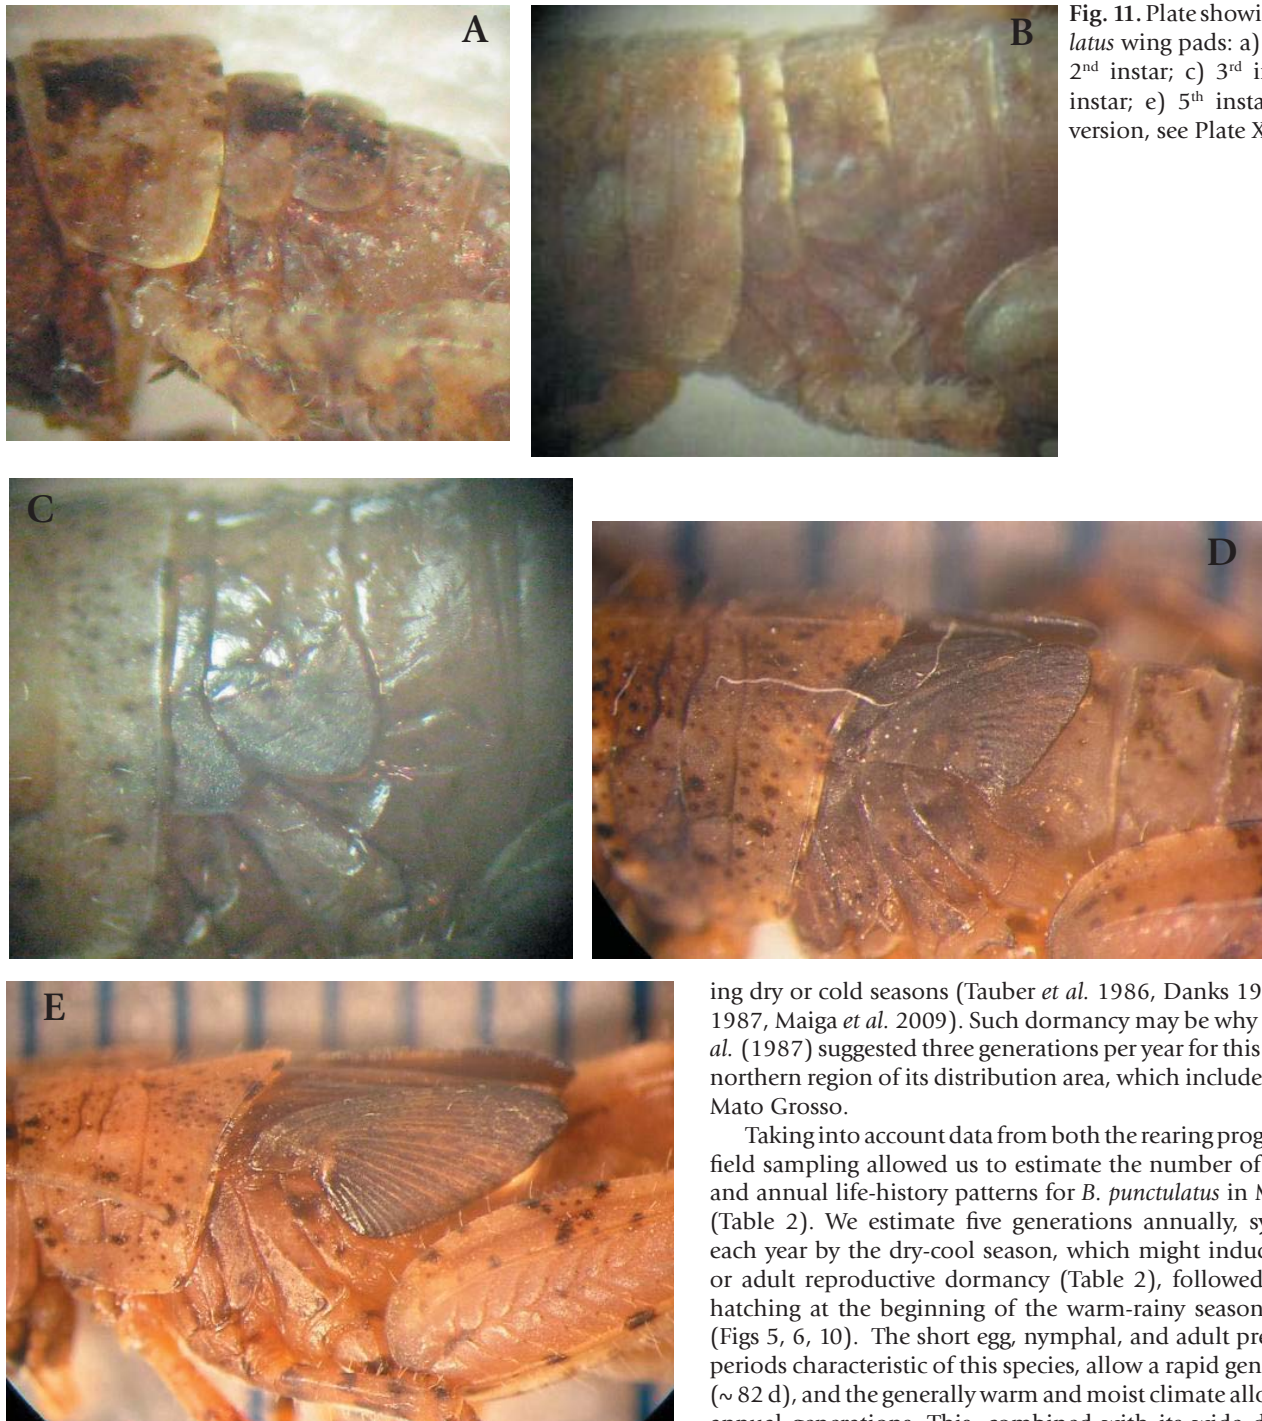 A
B
Fig. 11. Plate showi
latus wing pads: a)
2nd instar; c) 3rd i
instar; e) 5th insta
version, see Plate X
C
D
E
ing dry or cold seasons (Tauber et al. 1986, Danks 19
1987, Maiga et al. 2009). Such dormancy may be why
al. (1987) suggested three generations per year for this
northern region of its distribution area, which include
Mato Grosso.
Taking into account data from both the rearing prog
field sampling allowed us to estimate the number of
and annual life-history patterns for B. punctulatus in M
(Table 2). We estimate five generations annually, sy
each year by the dry-cool season, which might induc
or adult reproductive dormancy (Table 2), followed
hatching at the beginning of the warm-rainy season
(Figs 5, 6, 10). The short egg, nymphal, and adult pre
periods characteristic of this species, allow a rapid gen
(~ 82 d), and the generally warm and moist climate allo
annual generations. This, combined with its wide d